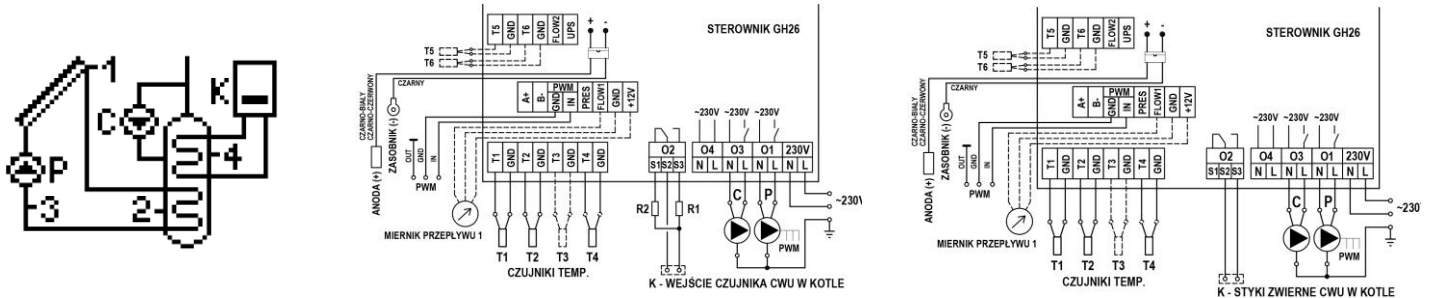 1
K
C
4
P
3
2
STEROWNIK GH26
+ -
T5 GND T6 GND FLOW2 UPS
T5
T6
CZARNO-BIAŁY
CZARNO-CZERWONY
CZARNY
ANODA (+)
ZASOBNIK (-)
PWM
A+ B- GND IN PRES FLOW1 GND +12V
OUT GND IN
PWM
MIERNIK PRZEPŁYWU 1
T1 GND T2 GND T3 GND T4 GND
T1 T2 T3 T4
CZUJNIKI TEMP.
~230V ~230V ~230V
O2 O4 O3 O1 230V
S1 S2 S3 N L N L N L N L
R2 R1
C P
PWM
~230V
K - WEJŚCIE CZUJNIKA CWU W KOTLE
STEROWNIK GH26
+ -
T5 GND T6 GND FLOW2 UPS
T5
T6
CZARNO-BIAŁY
CZARNO-CZERWONY
CZARNY
ANODA (+)
ZASOBNIK (-)
PWM
A+ B- GND IN PRES FLOW1 GND +12V
OUT GND IN
PWM
MIERNIK PRZEPŁYWU 1
T1 GND T2 GND T3 GND T4 GND
T1 T2 T3 T4
CZUJNIKI TEMP.
~230V ~230V ~230V
O2 O4 O3 O1 230V
S1 S2 S3 N L N L N L N L
C P
PWM
~230
K - STYKI ZWIERNE CWU W KOTLE